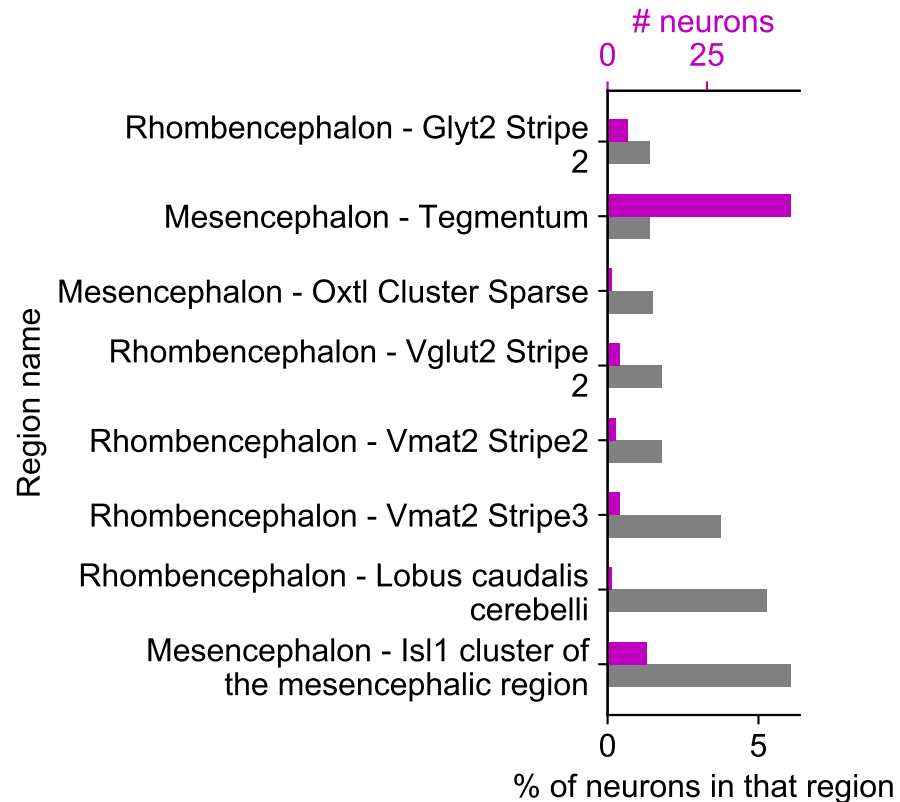 # neurons
0 25
Rhombencephalon - Glyt2 Stripe
2
Mesencephalon - Tegmentum
Mesencephalon - Oxtl Cluster Sparse
Rhombencephalon - Vglut2 Stripe
2
Rhombencephalon - Vmat2 Stripe2
Rhombencephalon - Vmat2 Stripe3
Rhombencephalon - Lobus caudalis
cerebelli
Mesencephalon - Isl1 cluster of
the mesencephalic region
Region name
0 5
% of neurons in that region